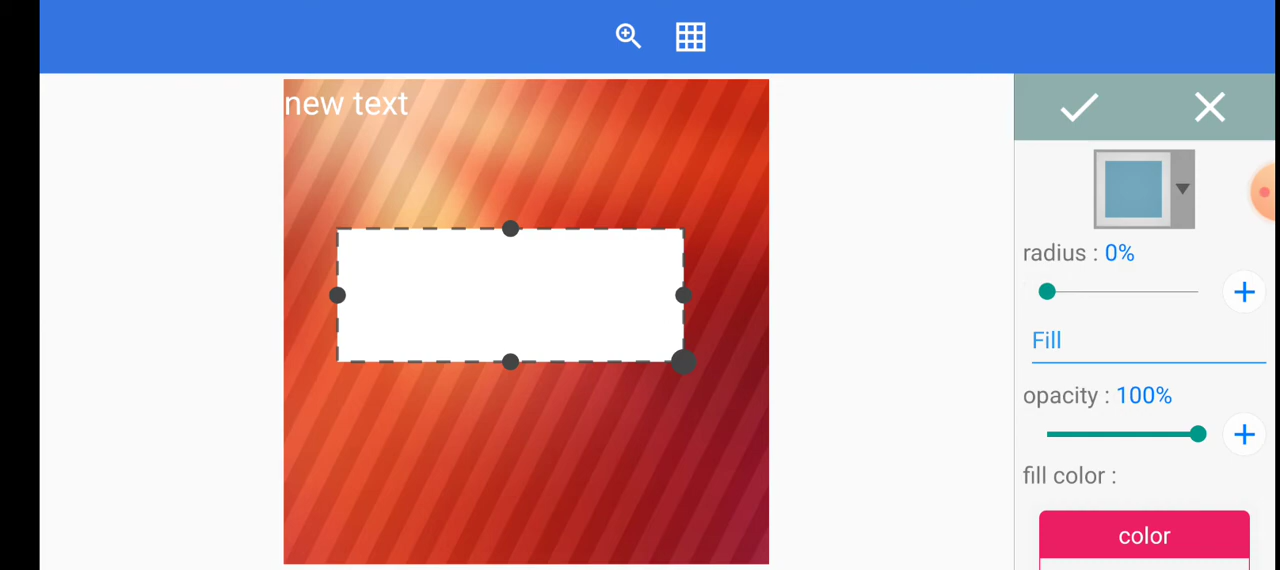 new text
radius : 0%
Fill
opacity : 100%
fill color :
color